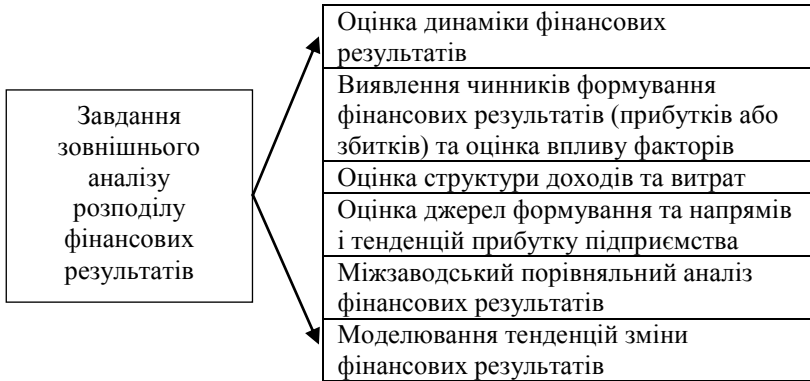 Завдання
зовнішнього
аналізу
розподілу
фінансових
результатів
Оцінка динаміки фінансових
результатів
Виявлення чинників формування
фінансових результатів (прибутків або
збитків) та оцінка впливу факторів
Оцінка структури доходів та витрат
Оцінка джерел формування та напрямів
і тенденцій прибутку підприємства
Міжзаводський порівняльний аналіз
фінансових результатів
Моделювання тенденцій зміни
фінансових результатів